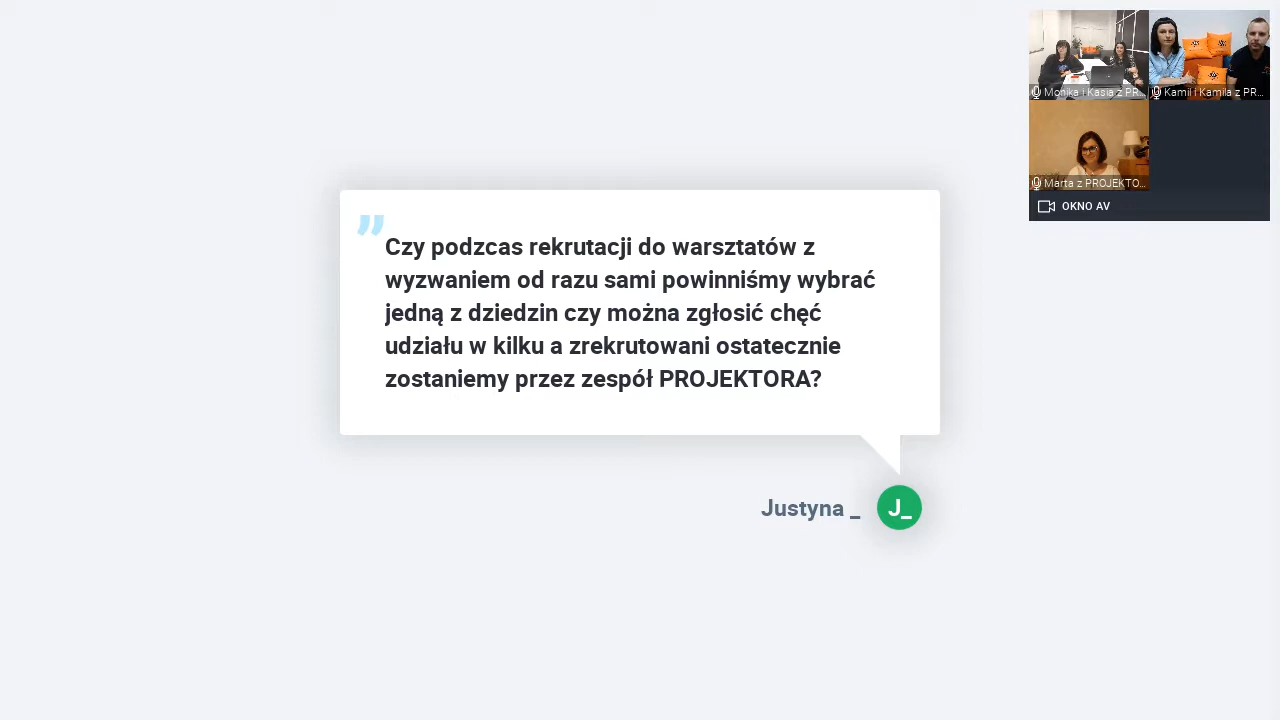 Monika i Kasia z PR...
Kamil i Kamila z PR...
Marta z PROJEKTO...
OKNO AV
”
Czy podzcas rekrutacji do warsztatów z
wyzwaniem od razu sami powinniśmy wybrać
jedną z dziedzin czy można zgłosić chęć
udziału w kilku a zrekrutowani ostatecznie
zostaniemy przez zespół PROJEKTORA?
Justyna _
J_